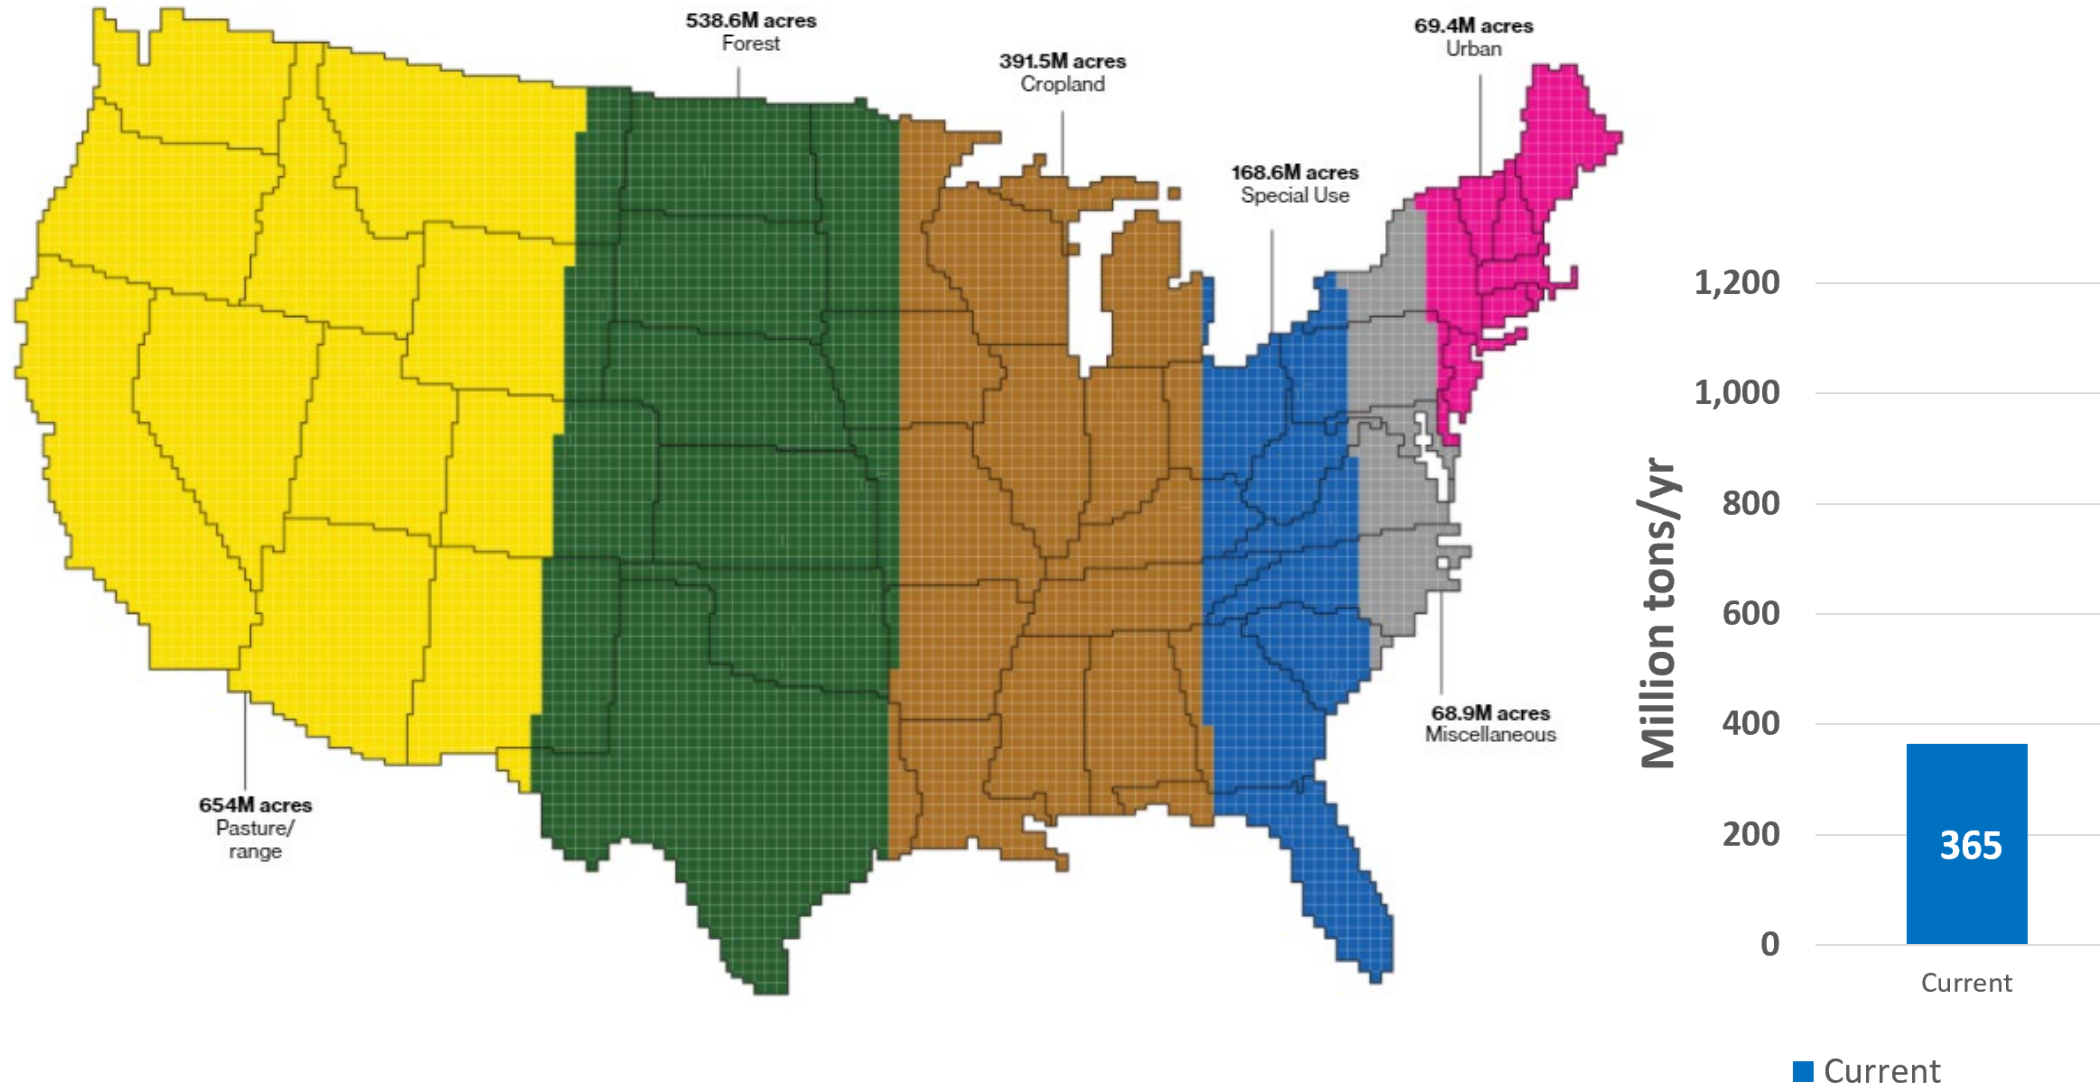 538.6M acres
Forest
391.5M acres
Cropland
168.6M acres
Special Use
69.4M acres
Urban
68.9M acres
Miscellaneous
654M acres
Pasture/
range
Million tons/yr
1,200
1,000
800
600
400
200
0
365
Current
Current